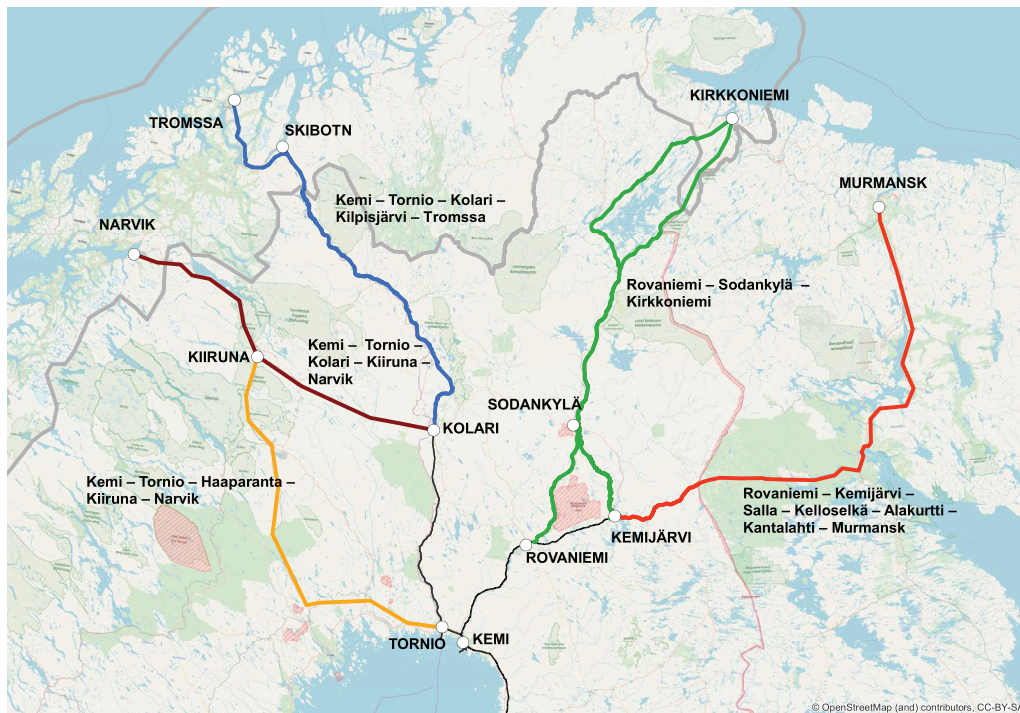 KIRKKONIEMI
TROMSSA
SKIBOTN
MURMANSK
Kemi – Tornio – Kolari –
Kilpisjärvi – Tromssa
NARVIK
Rovaniemi – Sodankylä –
Kirkkoniemi
Kemi – Tornio –
Kolari – Kiiruna –
Narvik
KIIRUNA
SODANKYLÄ
KOLARI
Kemi – Tornio – Haaparanta –
Kiiruna – Narvik
Rovaniemi – Kemijärvi –
Salla – Kelloselkä – Alakurtti –
Kantalahti – Murmansk
KEMIJÄRVI
ROVANIEMI
TORNIO
KEMI
© OpenStreetMap (and) contributors, CC-BY-SA